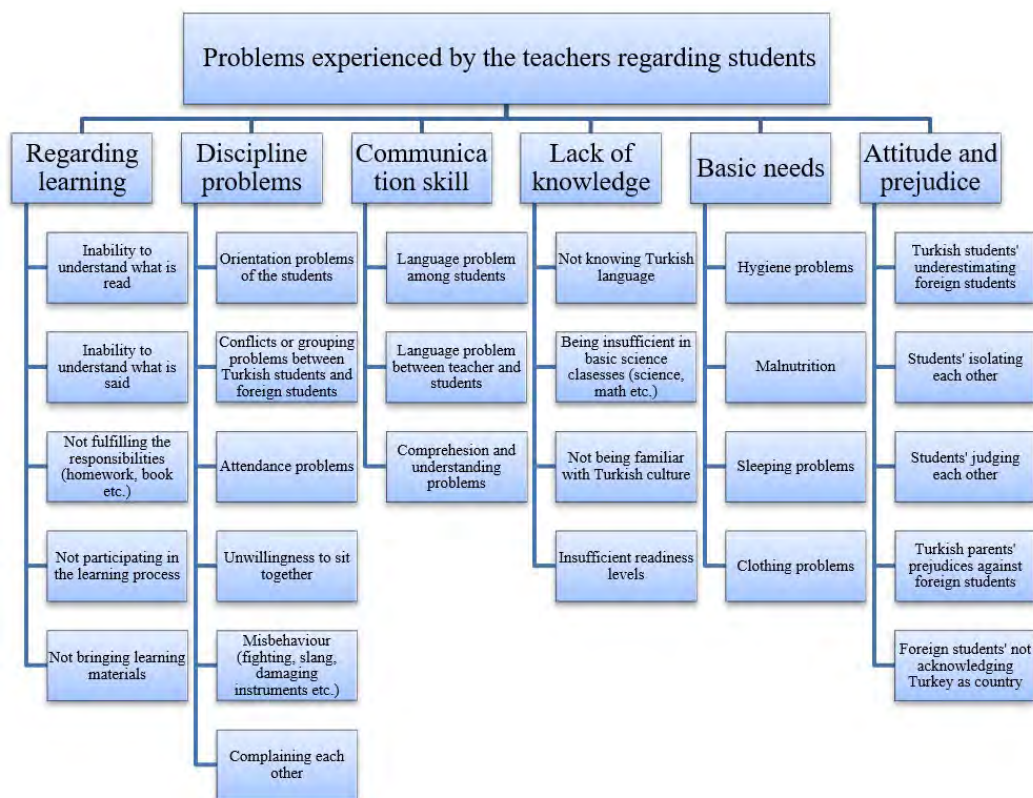 Problems experienced by the teachers regarding students
Regarding
learning
Inability to
understand what is
read
Inability to
understand what is
said
Not fulfilling the
responsibilities
(homework, book
etc.)
Not participating in
the learning process
Not bringing learning
materials
Discipline
problems
Orientation problems
of the students
Conflicts or grouping
problems between
Turkish students and
foreign students
Attendance problems
Unwillingness to sit
together
Misbehaviour
(fighting, slang,
damaging
instruments etc.)
Complaining each
other
Communica
tion skill
Language problem
among students
Language problem
between teacher and
students
Comprehesion and
understanding
problems
Lack of
knowledge
Not knowing Turkish
language
Being insufficient in
basic science
clasesses (science,
math etc.)
Not being familiar
with Turkish culture
Insufficient readiness
levels
Basic needs
Hygiene problems
Malnutrition
Sleeping problems
Clothing problems
Attitude and
prejudice
Turkish students'
underestimating
foreign students
Students' isolating
each other
Students' judging
each other
Turkish parents'
prejudices against
foreign students
Foreign students' not
acknowledging
Turkey as country